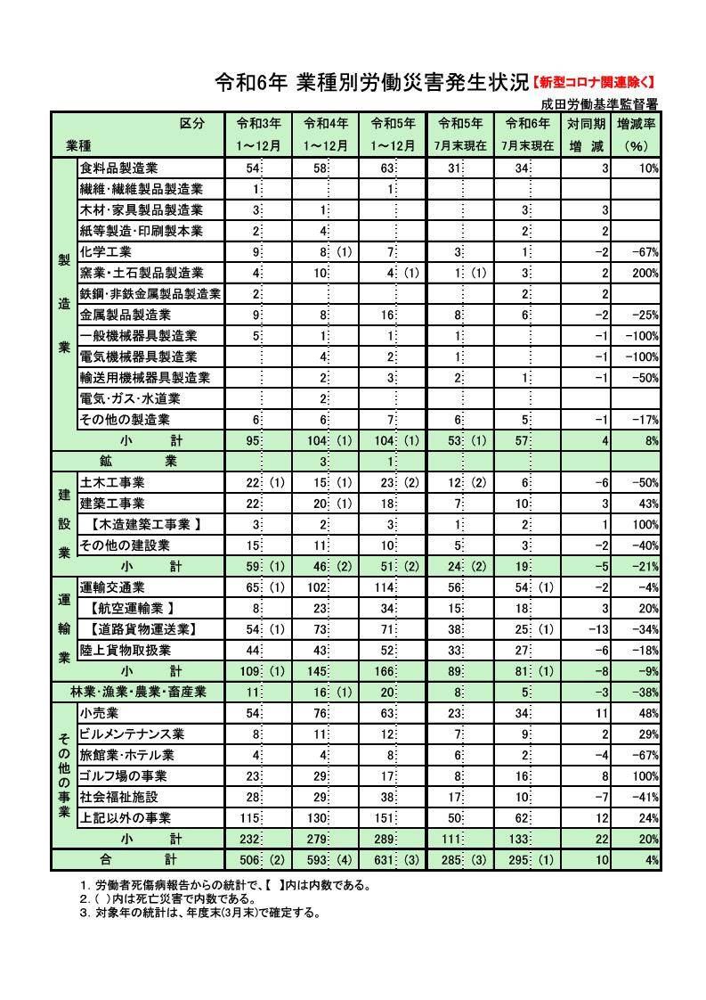 令和6年 業種別労働災害発生状況【新型コロナ関連除く】
成田労働基準監督署
区分 令和3年 令和4年 令和5年 令和5年 令和6年 対同期 増減率
業種 1～12月 1～12月 1～12月 7月末現在 7月末現在 増 減 (％)
製造業
食料品製造業 54 58 63 31 34 3 10%
繊維・繊維製品製造業 1 1
木材・家具製品製造業 3 1 3 3
紙等製造・印刷製本業 2 4 2 2
化学工業 9 8 (1) 7 3 1 -2 -67%
窯業・土石製品製造業 4 10 4 (1) 1 (1) 3 2 200%
鉄鋼・非鉄金属製品製造業 2 2 2
金属製品製造業 9 8 16 8 6 -2 -25%
一般機械器具製造業 5 1 1 1 -1 -100%
電気機械器具製造業 4 2 1 -1 -100%
輸送用機械器具製造業 2 3 2 1 -1 -50%
電気・ガス・水道業 2
その他の製造業 6 6 7 6 5 -1 -17%
小 計 95 104 (1) 104 (1) 53 (1) 57 4 8%
鉱 業 3 1
建設業
土木工事業 22 (1) 15 (1) 23 (2) 12 (2) 6 -6 -50%
建築工事業 22 20 (1) 18 7 10 3 43%
【木造建築工事業 】 3 2 3 1 2 1 100%
その他の建設業 15 11 10 5 3 -2 -40%
小 計 59 (1) 46 (2) 51 (2) 24 (2) 19 -5 -21%
運輸業
運輸交通業 65 (1) 102 114 56 54 (1) -2 -4%
【航空運輸業 】 8 23 34 15 18 3 20%
【道路貨物運送業】 54 (1) 73 71 38 25 (1) -13 -34%
陸上貨物取扱業 44 43 52 33 27 -6 -18%
小 計 109 (1) 145 166 89 81 (1) -8 -9%
林業・漁業・農業・畜産業 11 16 (1) 20 8 5 -3 -38%
その他の事業
小売業 54 76 63 23 34 11 48%
ビルメンテナンス業 8 11 12 7 9 2 29%
旅館業・ホテル業 4 4 8 6 2 -4 -67%
ゴルフ場の事業 23 29 17 8 16 8 100%
社会福祉施設 28 29 38 17 10 -7 -41%
上記以外の事業 115 130 151 50 62 12 24%
小 計 232 279 289 111 133 22 20%
合 計 506 (2) 593 (4) 631 (3) 285 (3) 295 (1) 10 4%
1．労働者死傷病報告からの統計で、【 】内は内数である。
2．( )内は死亡災害で内数である。
3．対象年の統計は、年度末(3月末)で確定する。